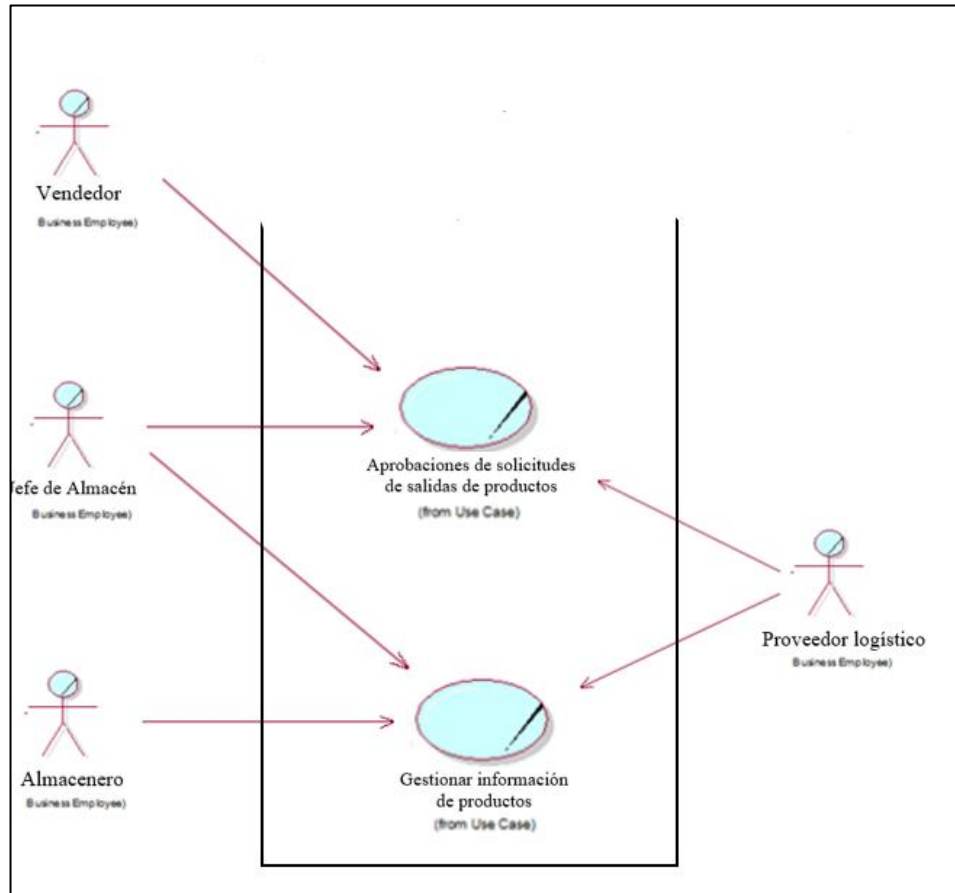 Vendedor
Business Employee)
Jefe de Almacén
Business Employee)
Almacenero
Business Employee)
Aprobaciones de solicitudes
de salidas de productos
(from Use Case)
Gestionar información
de productos
(from Use Case)
Proveedor logístico
Business Employee)